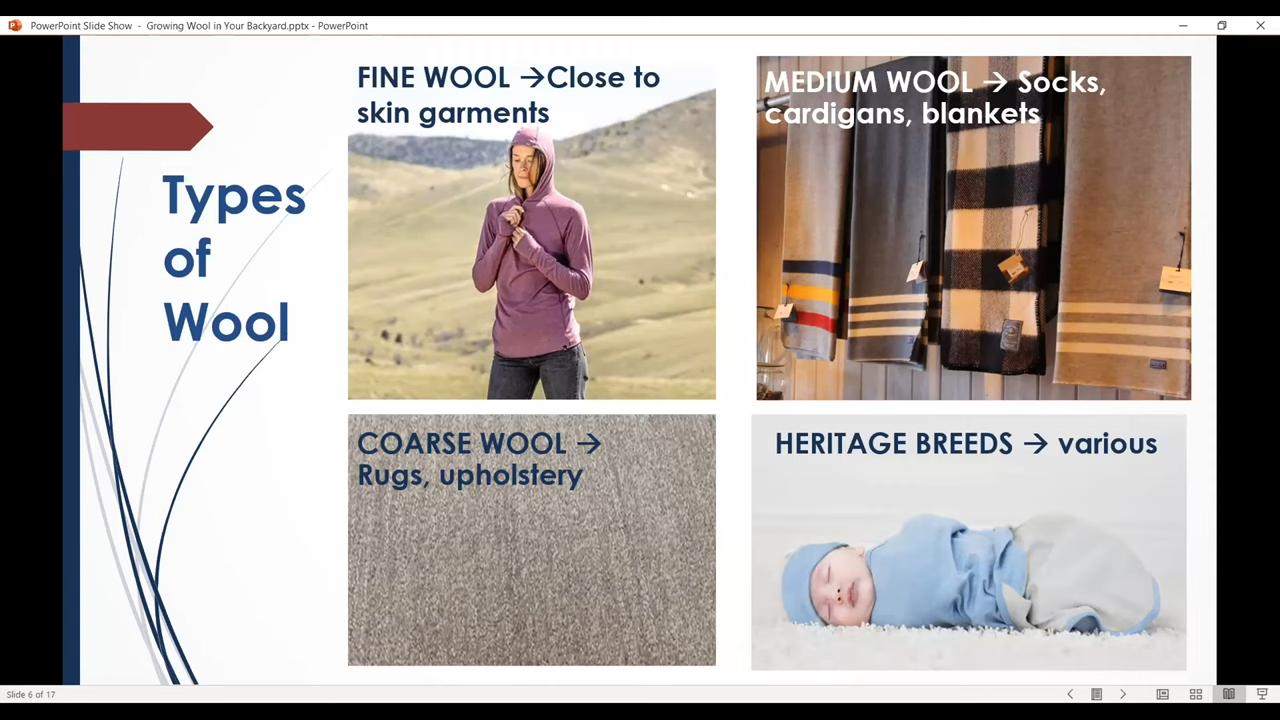 PowerPoint Slide Show - Growing Wool in Your Backyard.pptx - PowerPoint
Types
of
Wool
FINE WOOL →Close to
skin garments
MEDIUM WOOL → Socks,
cardigans, blankets
COARSE WOOL →
Rugs, upholstery
HERITAGE BREEDS → various
Slide 6 of 17